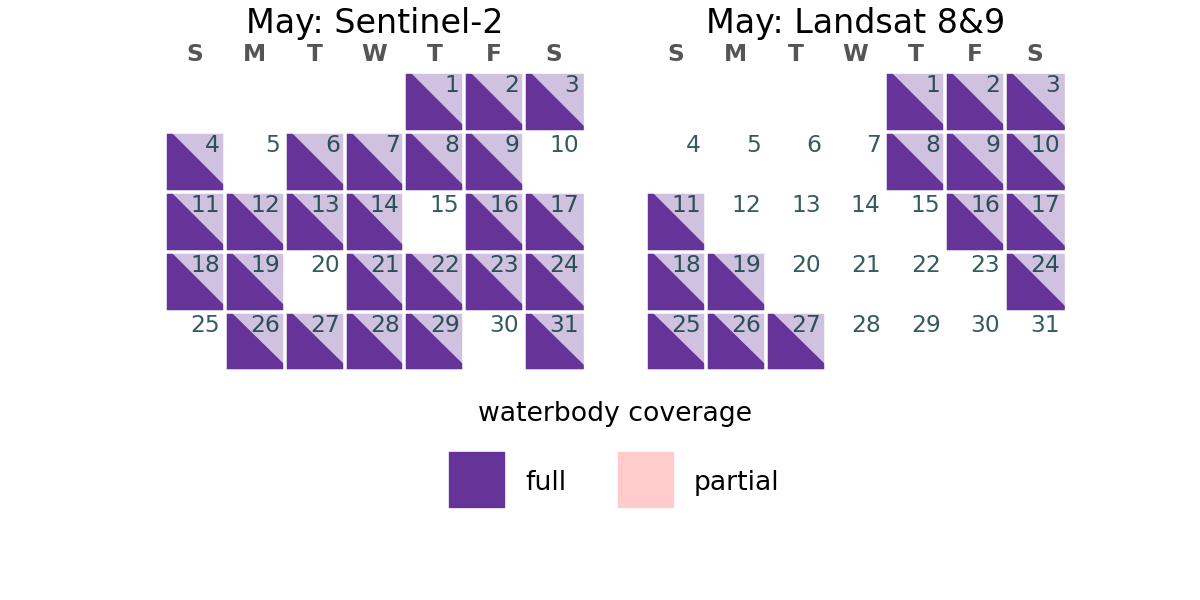 May: Sentinel-2
S M T W T F S
1 2 3
4 5 6 7 8 9 10
11 12 13 14 15 16 17
18 19 20 21 22 23 24
25 26 27 28 29 30 31
May: Landsat 8&9
S M T W T F S
1 2 3
4 5 6 7 8 9 10
11 12 13 14 15 16 17
18 19 20 21 22 23 24
25 26 27 28 29 30 31
waterbody coverage
full partial